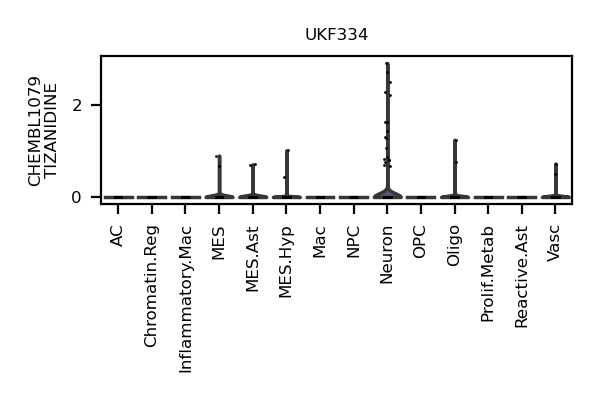 UKF334
CHEMBL1079
TIZANIDINE
2
0
AC
Chromatin.Reg
Inflammatory.Mac
MES
MES.Ast
MES.Hyp
Mac
NPC
Neuron
OPC
Oligo
Prolif.Metab
Reactive.Ast
Vasc